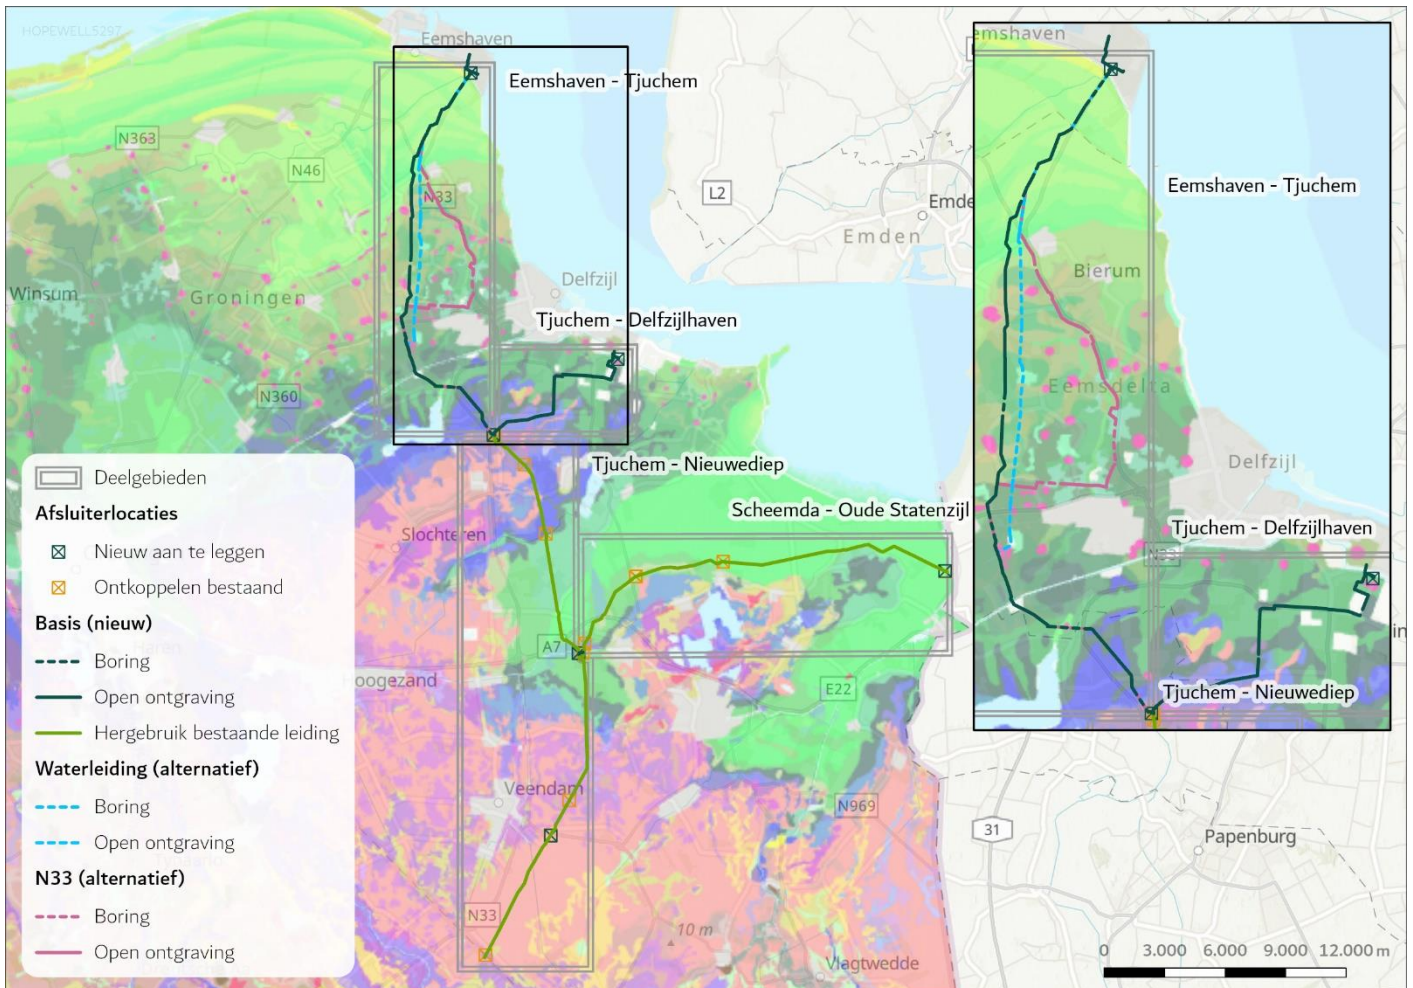 HOPEWELL5297
Eemshaven
Eemshaven - Tjuchem
N363
N46
N33
L2
Emden
Winsum
Groningen
Delfzijl
Tjuchem - Delfzijlhaven
N360
Tjuchem - Nieuwediep
Slochteren
Scheemda - Oude Statenzijl
A7
Hoogezand
E22
Veendam
N969
N33
10 m
Vlagtwedde
31
Papenburg
Deelgebieden
Afsluiterlocaties
Nieuw aan te leggen
Ontkoppelen bestaand
Basis (nieuw)
Boring
Open ontgraving
Hergebruik bestaande leiding
Waterleiding (alternatief)
Boring
Open ontgraving
N33 (alternatief)
Boring
Open ontgraving
emshaven
Eemshaven - Tjuchem
Bierum
Eemsdelta
Delfzijl
Tjuchem - Delfzijlhaven
N33
Tjuchem - Nieuwediep
0 3.000 6.000 9.000 12.000 m